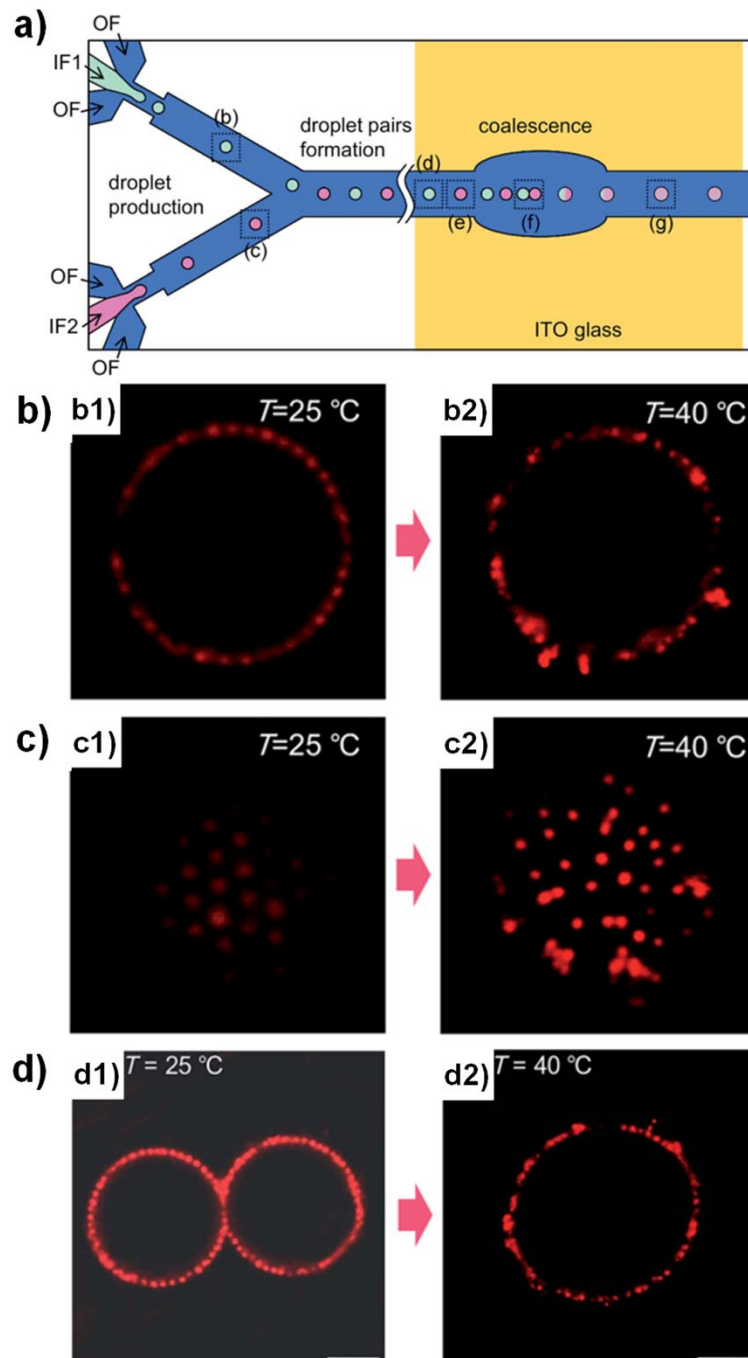 a)
OF
IF1
OF
(b)
droplet
production
droplet pairs
formation
coalescence
(d)
(e)
(f)
(g)
(c)
OF
IF2
OF
ITO glass
b)
b1)
T=25 °C
b2)
T=40 °C
c)
c1)
T=25 °C
c2)
T=40 °C
d)
d1)
T = 25 °C
d2)
T = 40 °C